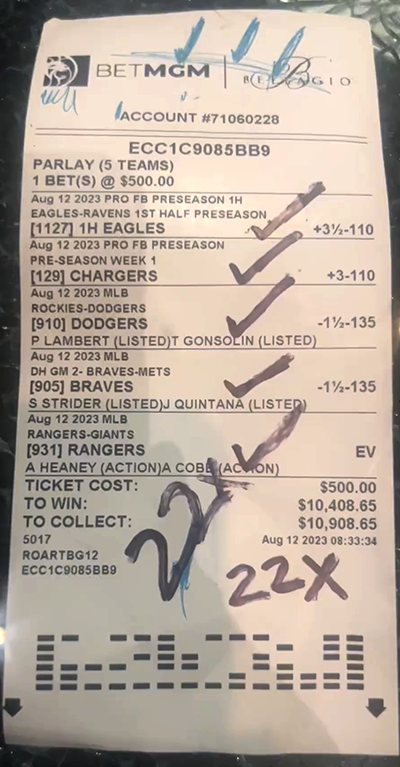 BETMGM | BELLAGIO
ACCOUNT #71060228
ECC1C9085BB9
PARLAY (5 TEAMS)
1 BET(S) @ $500.00
Aug 12 2023 PRO FB PRESEASON 1H
EAGLES-RAVENS 1ST HALF PRESEASON
[1127] 1H EAGLES +3½-110
Aug 12 2023 PRO FB PRESEASON
PRE-SEASON WEEK 1
[129] CHARGERS +3-110
Aug 12 2023 MLB
ROCKIES-DODGERS
[910] DODGERS -1½-135
P LAMBERT (LISTED)T GONSOLIN (LISTED)
Aug 12 2023 MLB
DH GM 2- BRAVES-METS
[905] BRAVES -1½-135
S STRIDER (LISTED)J QUINTANA (LISTED)
Aug 12 2023 MLB
RANGERS-GIANTS
[931] RANGERS EV
A HEANEY (ACTION)A COBB (ACTION)
TICKET COST: $500.00
TO WIN: $10,408.65
TO COLLECT: $10,908.65
5017 Aug 12 2023 08:33:34
ROARTBG12
ECC1C9085BB9
22X
22X